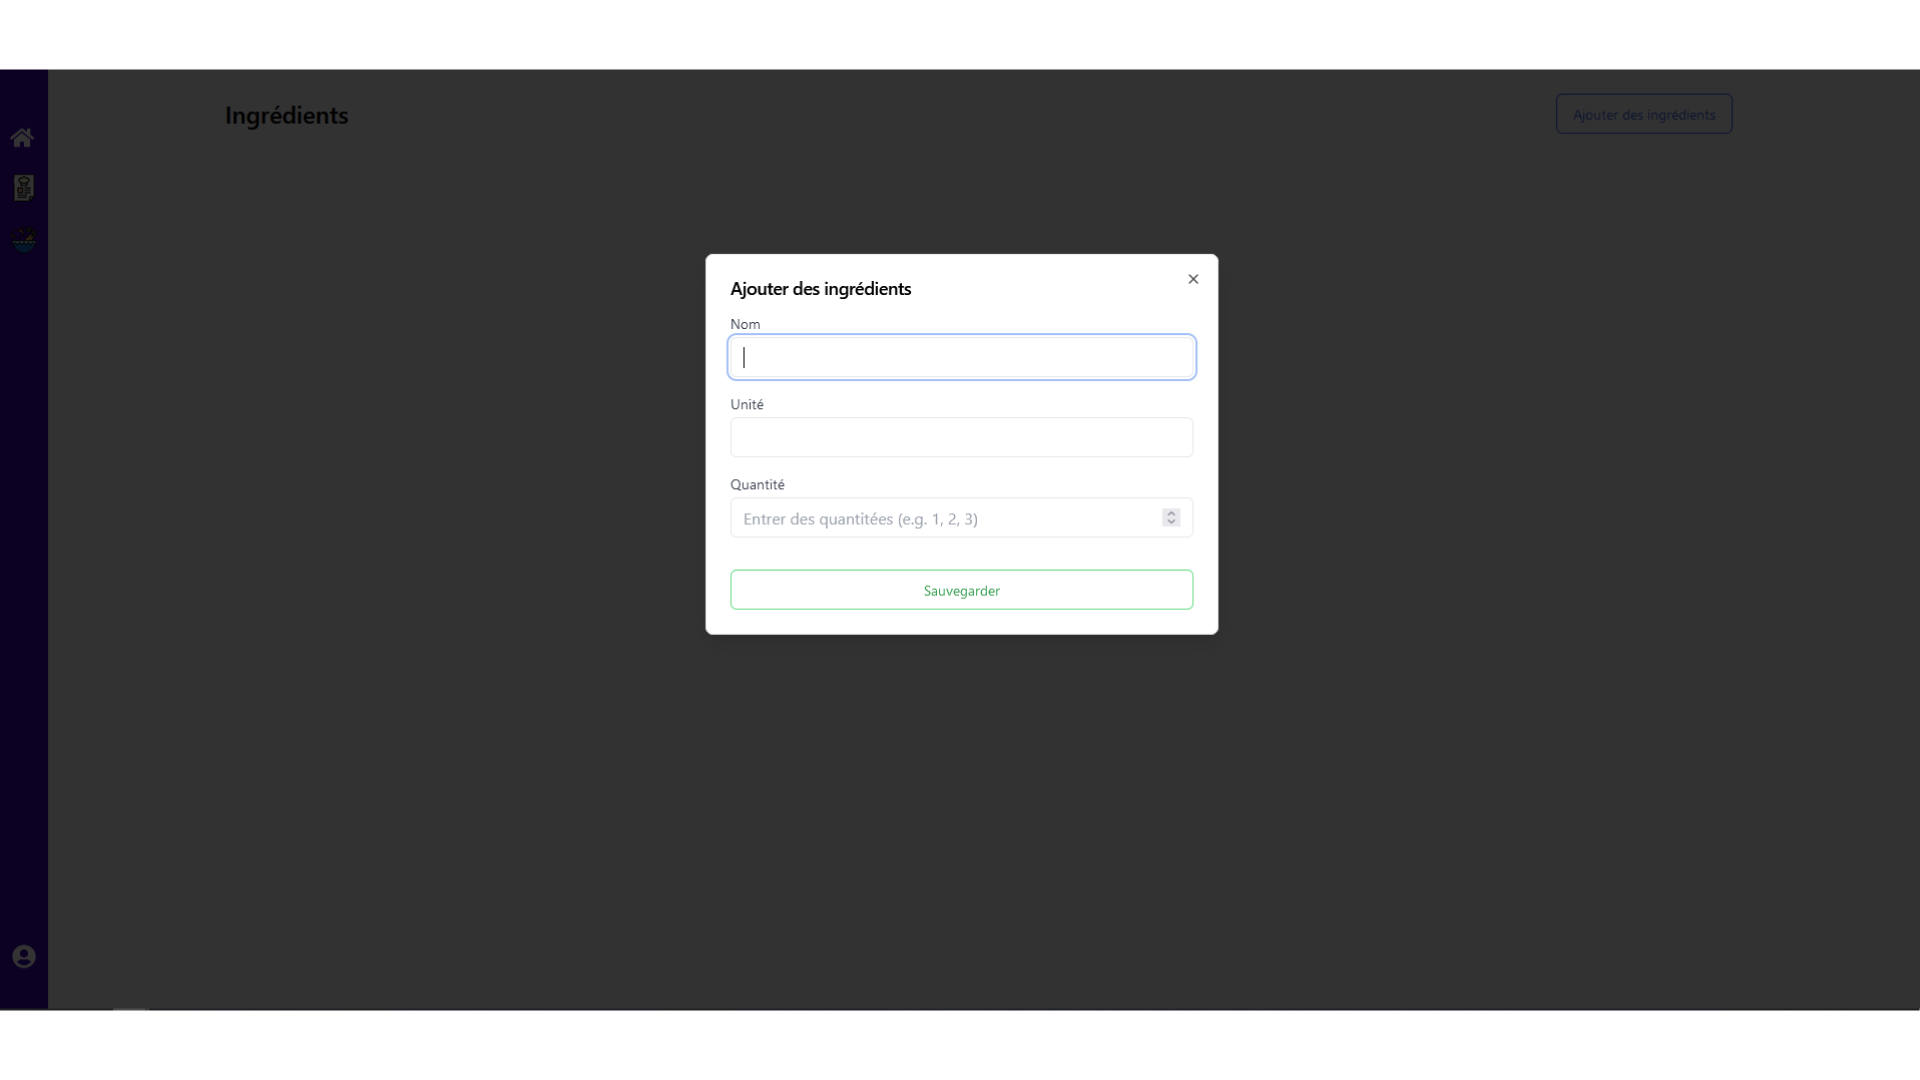 Ingrédients
Ajouter des ingrédients
Ajouter des ingrédients
Nom
Unité
Quantité
Entrer des quantitées (e.g. 1, 2, 3)
Sauvegarder